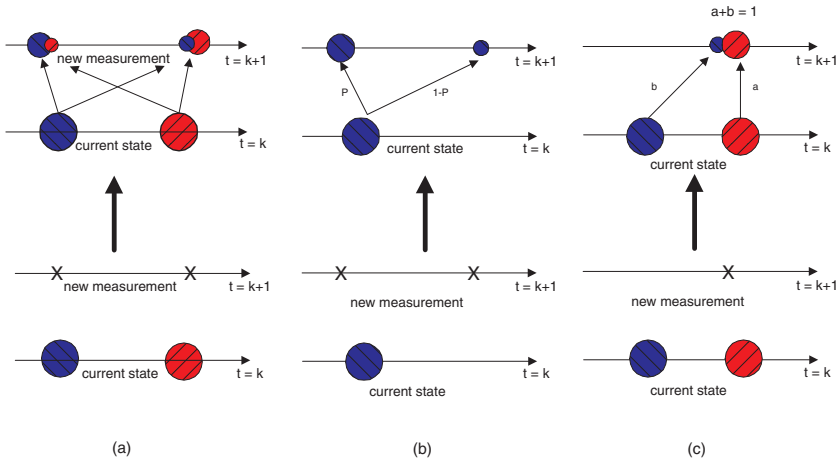 a+b = 1
new measurement
t = k+1
t = k+1
t = k+1
P
1-P
b
a
current state
t = k
current state
t = k
current state
t = k
X
X
new measurement
t = k+1
X
X
new measurement
t = k+1
X
new measurement
t = k+1
current state
t = k
current state
t = k
current state
t = k
(a)
(b)
(c)